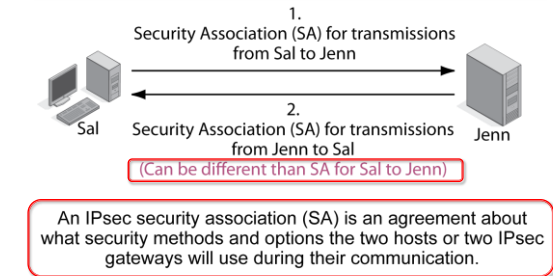 1.
Security Association (SA) for transmissions
from Sal to Jenn
Sal
2.
Security Association (SA) for transmissions
from Jenn to Sal
(Can be different than SA for Sal to Jenn)
Jenn
An IPsec security association (SA) is an agreement about
what security methods and options the two hosts or two IPsec
gateways will use during their communication.